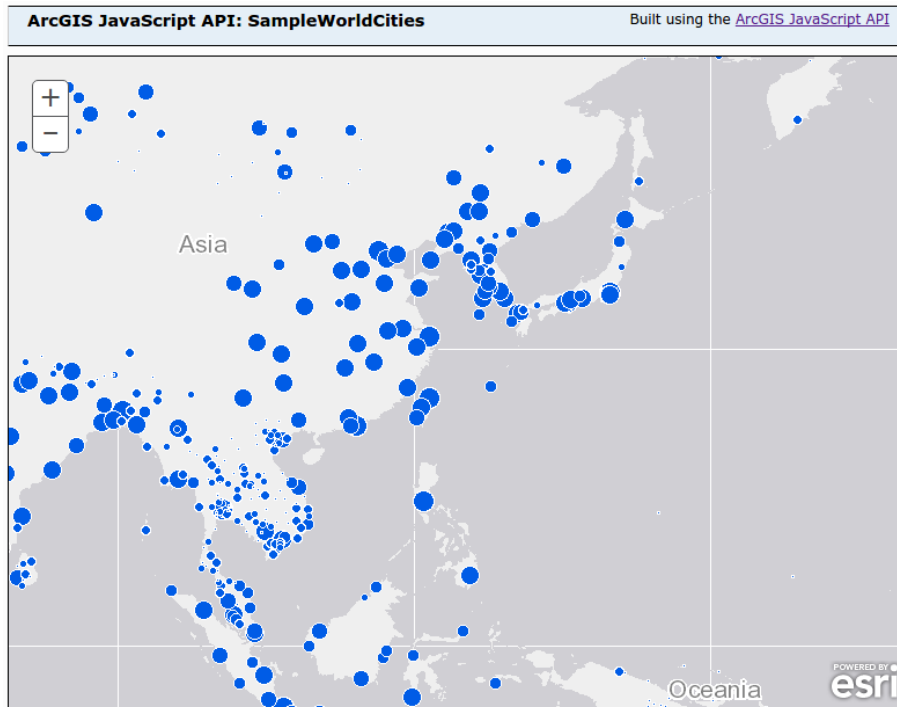 ArcGIS JavaScript API: SampleWorldCities
Built using the ArcGIS JavaScript API
+
−
Asia
Oceania
POWERED BY
esri